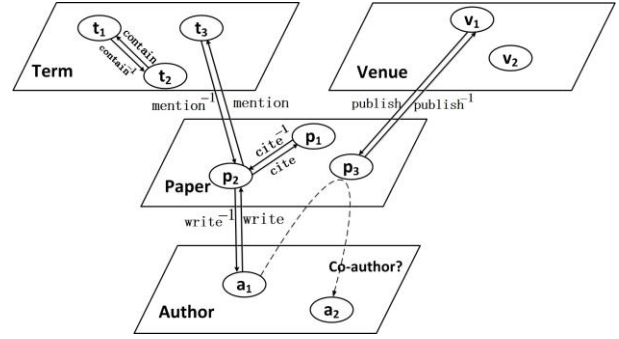 t1
t3
contain
contain-1
t2
Term
v1
v2
Venue
mention-1
mention
publish
publish-1
cite-1
cite
p1
p2
p3
Paper
write-1
write
a1
Co-author?
a2
Author